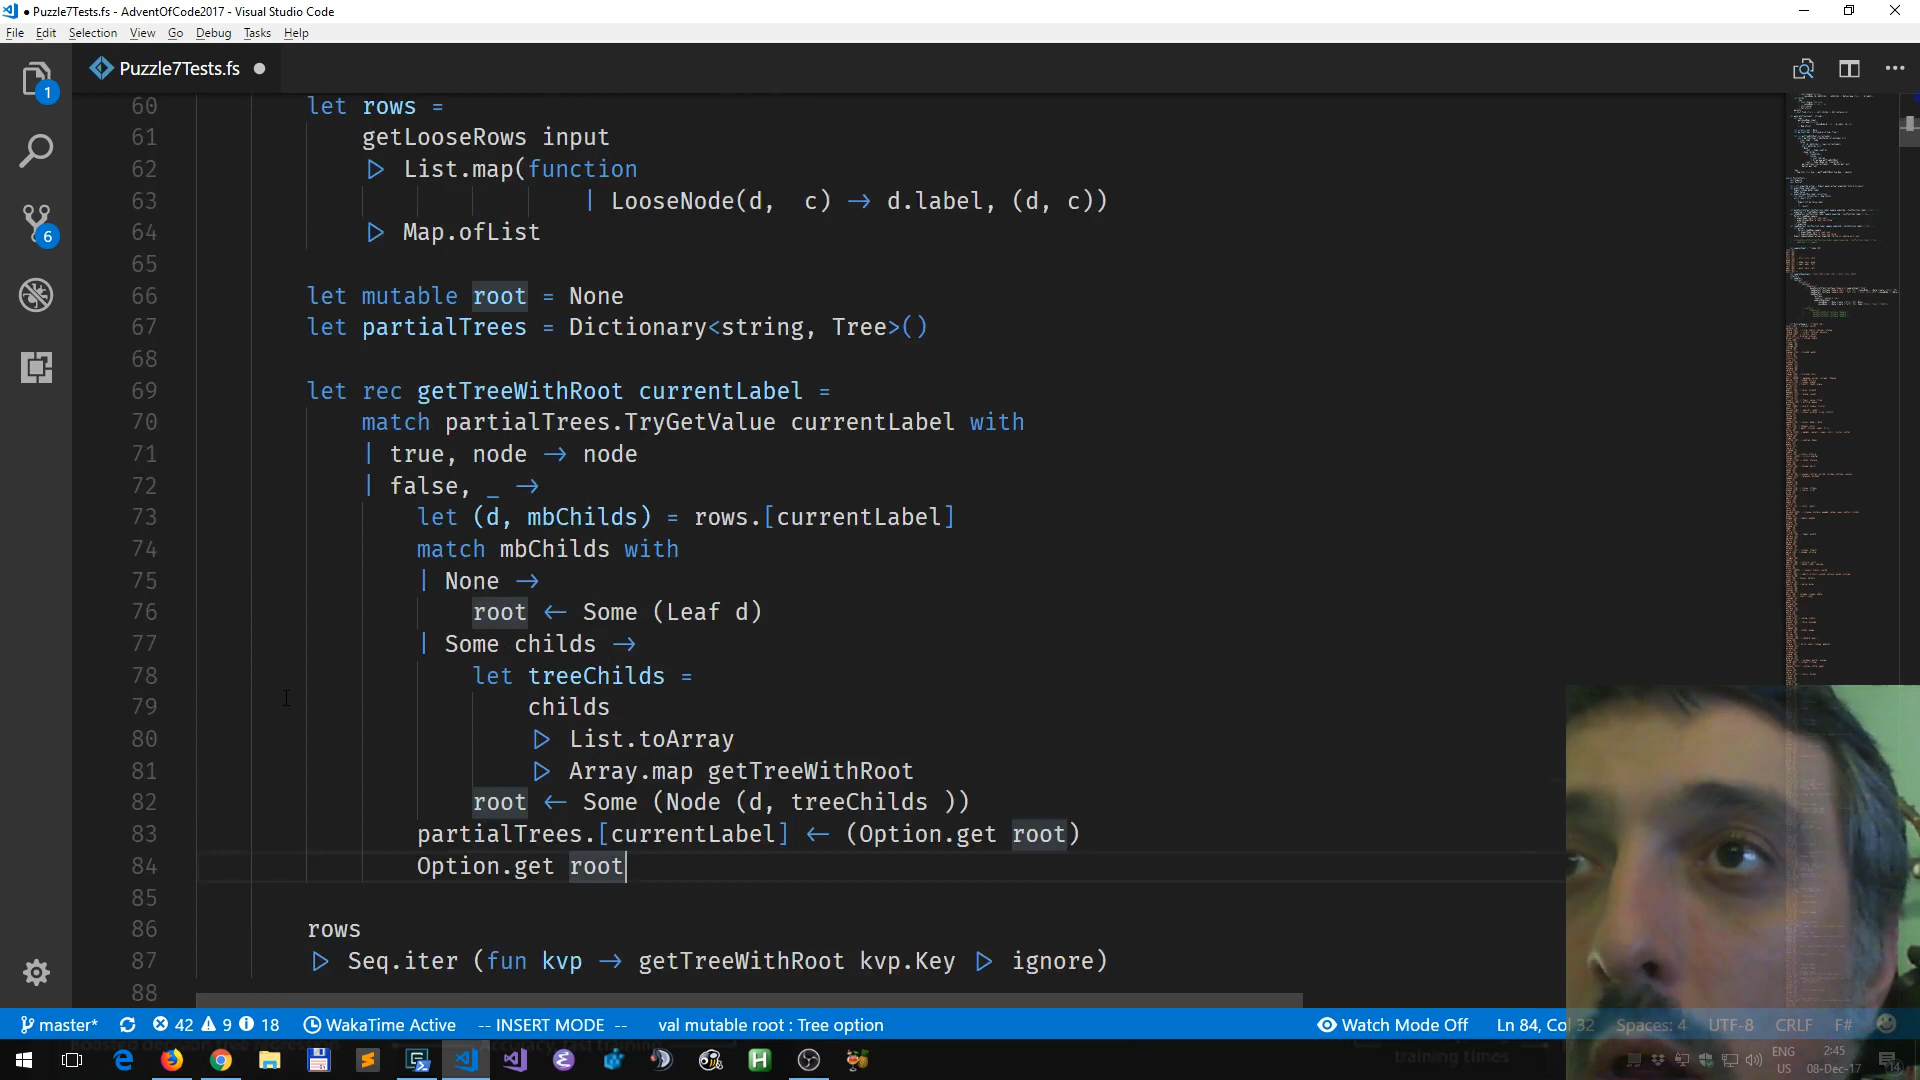 ● Puzzle7Tests.fs - AdventOfCode2017 - Visual Studio Code
File Edit Selection View Go Debug Tasks Help
1
Puzzle7Tests.fs ●
6
60 let rows =
61 getLooseRows input
62 ▷ List.map(function
63 | LooseNode(d, c) → d.label, (d, c))
64 ▷ Map.ofList
65
66 let mutable root = None
67 let partialTrees = Dictionary<string, Tree>()
68
69 let rec getTreeWithRoot currentLabel =
70 match partialTrees.TryGetValue currentLabel with
71 | true, node → node
72 | false, _ →
73 let (d, mbChilds) = rows.[currentLabel]
74 match mbChilds with
75 | None →
76 root ← Some (Leaf d)
77 | Some childs →
78 let treeChilds =
79 childs
80 ▷ List.toArray
81 ▷ Array.map getTreeWithRoot
82 root ← Some (Node (d, treeChilds ))
83 partialTrees.[currentLabel] ← (Option.get root)
84 Option.get root
85
86 rows
87 ▷ Seq.iter (fun kvp → getTreeWithRoot kvp.Key ▷ ignore)
88
master* 42 9 18 WakaTime Active -- INSERT MODE -- val mutable root : Tree option Watch Mode Off Ln 84, Col 32 Spaces: 4 UTF-8 CRLF F#
training times
ENG US 2:45 08-Dec-17 14